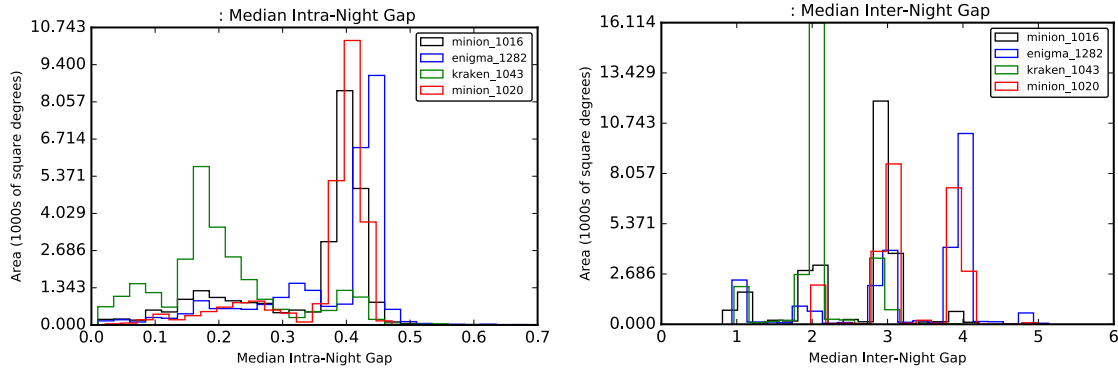 : Median Intra-Night Gap
10.743
9.400
8.057
6.714
5.371
4.029
2.686
1.343
0.000
Area (1000s of square degrees)
minion_1016
enigma_1282
kraken_1043
minion_1020
0.0 0.1 0.2 0.3 0.4 0.5 0.6 0.7
Median Intra-Night Gap
: Median Inter-Night Gap
16.114
13.429
10.743
8.057
5.371
2.686
0.000
Area (1000s of square degrees)
minion_1016
enigma_1282
kraken_1043
minion_1020
0 1 2 3 4 5 6
Median Inter-Night Gap